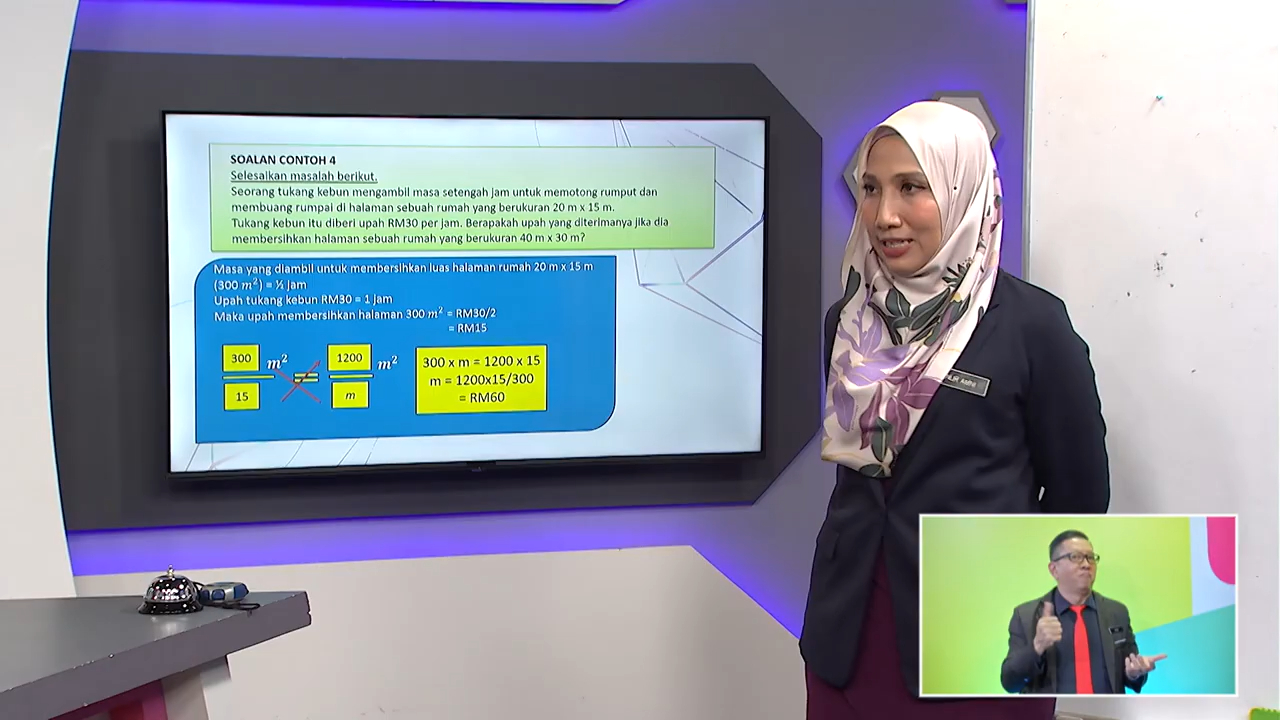 SOALAN CONTOH 4
Selesaikan masalah berikut.
Seorang tukang kebun mengambil masa setengah jam untuk memotong rumput dan
membuang rumpai di halaman sebuah rumah yang berukuran 20 m x 15 m.
Tukang kebun itu diberi upah RM30 per jam. Berapakah upah yang diterimanya jika dia
membersihkan halaman sebuah rumah yang berukuran 40 m x 30 m?
Masa yang diambil untuk membersihkan luas halaman rumah 20 m x 15 m
(300 m²) = ½ jam
Upah tukang kebun RM30 = 1 jam
Maka upah membersihkan halaman 300 m² = RM30/2
= RM15
300 m² = 1200 m²
15 m
300 x m = 1200 x 15
m = 1200x15/300
= RM60